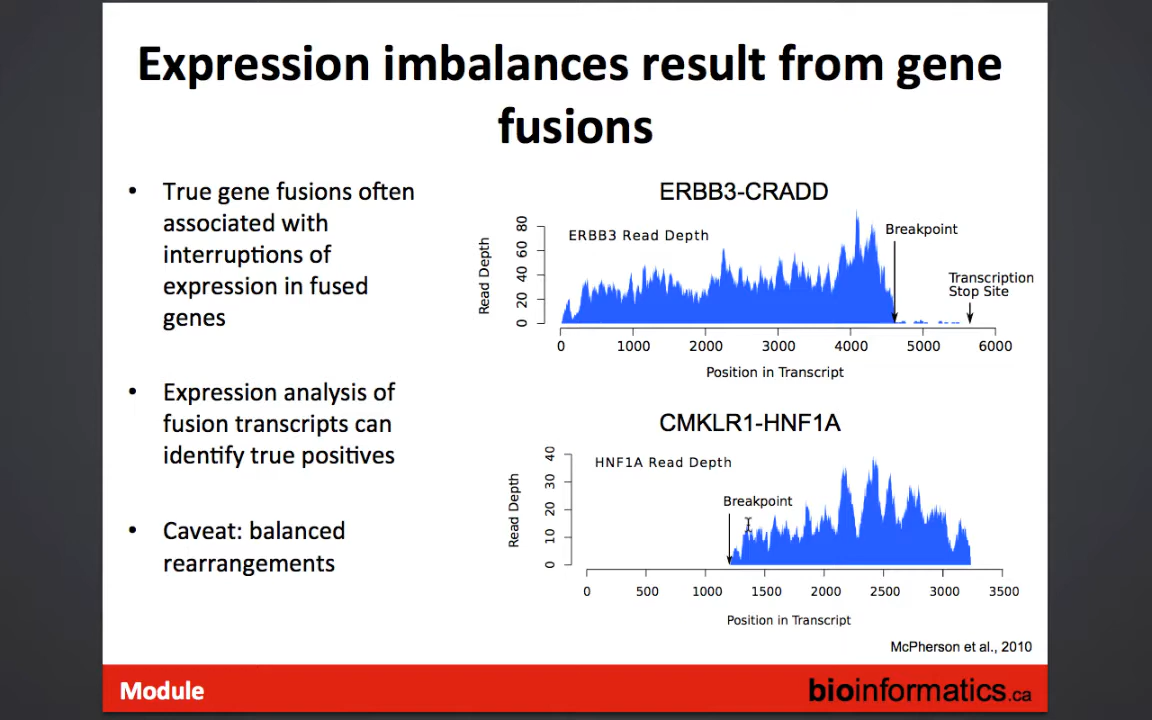 Expression imbalances result from gene
fusions
• True gene fusions often
associated with
interruptions of
expression in fused
genes
• Expression analysis of
fusion transcripts can
identify true positives
• Caveat: balanced
rearrangements
ERBB3-CRADD
ERBB3 Read Depth
Breakpoint
Transcription
Stop Site
Read Depth
80
60
40
20
0
0 1000 2000 3000 4000 5000 6000
Position in Transcript
CMKLR1-HNF1A
HNF1A Read Depth
Breakpoint
Read Depth
40
30
20
10
0
0 500 1000 1500 2000 2500 3000 3500
Position in Transcript
McPherson et al., 2010
Module
bioinformatics.ca